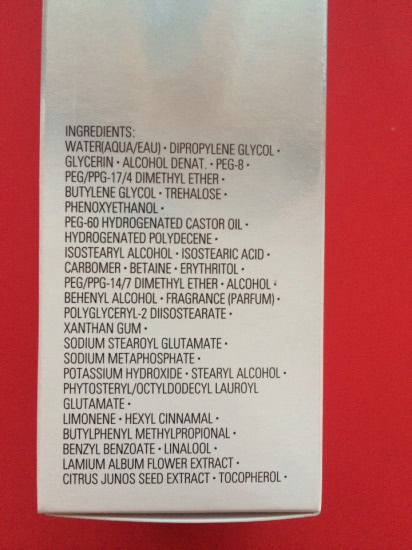 INGREDIENTS:
WATER(AQUA/EAU)・DIPROPYLENE GLYCOL・
GLYCERIN・ALCOHOL DENAT.・PEG-8・
PEG/PPG-17/4 DIMETHYL ETHER・
BUTYLENE GLYCOL・TREHALOSE・
PHENOXYETHANOL・
PEG-60 HYDROGENATED CASTOR OIL・
HYDROGENATED POLYDECENE・
ISOSTEARYL ALCOHOL・ISOSTEARIC ACID・
CARBOMER・BETAINE・ERYTHRITOL・
PEG/PPG-14/7 DIMETHYL ETHER・ALCOHOL・
BEHENYL ALCOHOL・FRAGRANCE (PARFUM)・
POLYGLYCERYL-2 DIISOSTEARATE・
XANTHAN GUM・
SODIUM STEAROYL GLUTAMATE・
SODIUM METAPHOSPHATE・
POTASSIUM HYDROXIDE・STEARYL ALCOHOL・
PHYTOSTERYL/OCTYLDODECYL LAUROYL
GLUTAMATE・
LIMONENE・HEXYL CINNAMAL・
BUTYLPHENYL METHYLPROPIONAL・
BENZYL BENZOATE・LINALOOL・
LAMIUM ALBUM FLOWER EXTRACT・
CITRUS JUNOS SEED EXTRACT・TOCOPHEROL・